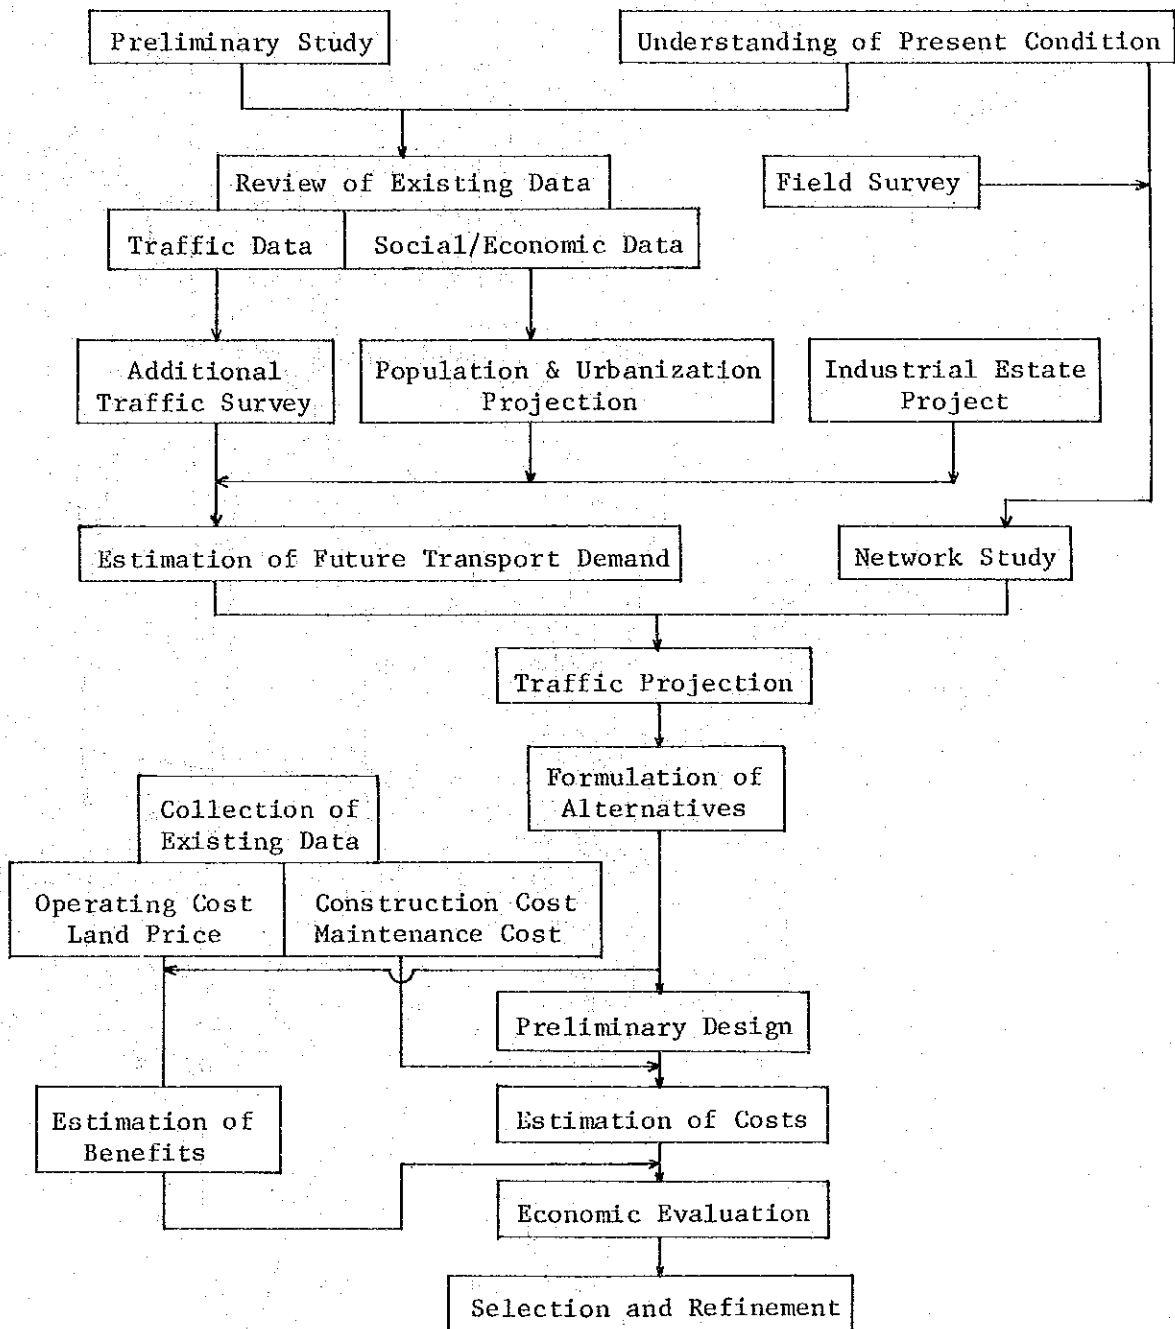 Preliminary Study
Understanding of Present Condition
Review of Existing Data
Field Survey
Traffic Data
Social/Economic Data
Additional
Traffic Survey
Population & Urbanization
Projection
Industrial Estate
Project
Estimation of Future Transport Demand
Network Study
Traffic Projection
Formulation of
Alternatives
Collection of
Existing Data
Operating Cost
Land Price
Construction Cost
Maintenance Cost
Preliminary Design
Estimation of
Benefits
Estimation of Costs
Economic Evaluation
Selection and Refinement